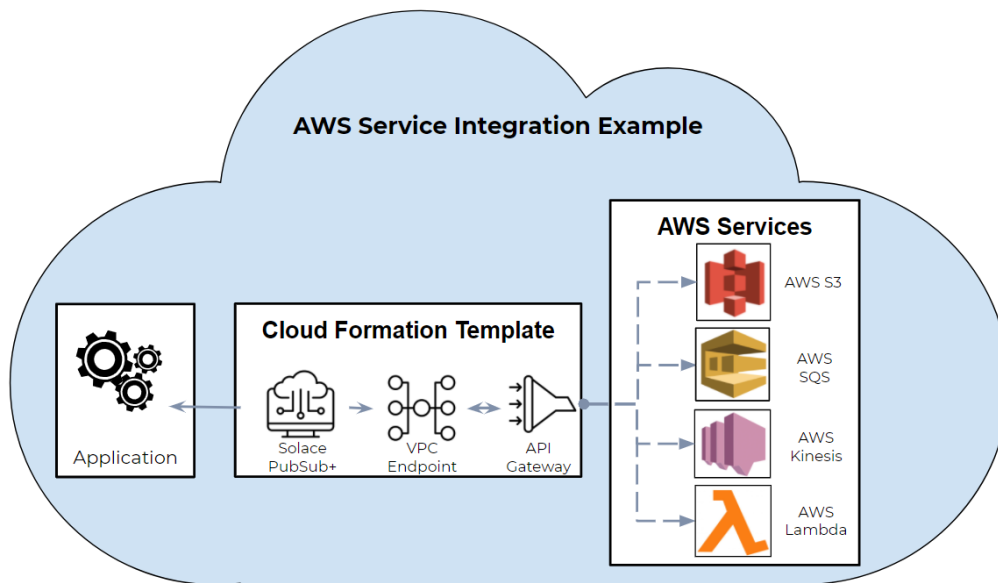 AWS Service Integration Example
AWS Services
AWS S3
AWS
SQS
AWS
Kinesis
AWS
Lambda
Cloud Formation Template
Solace
PubSub+
VPC
Endpoint
API
Gateway
Application